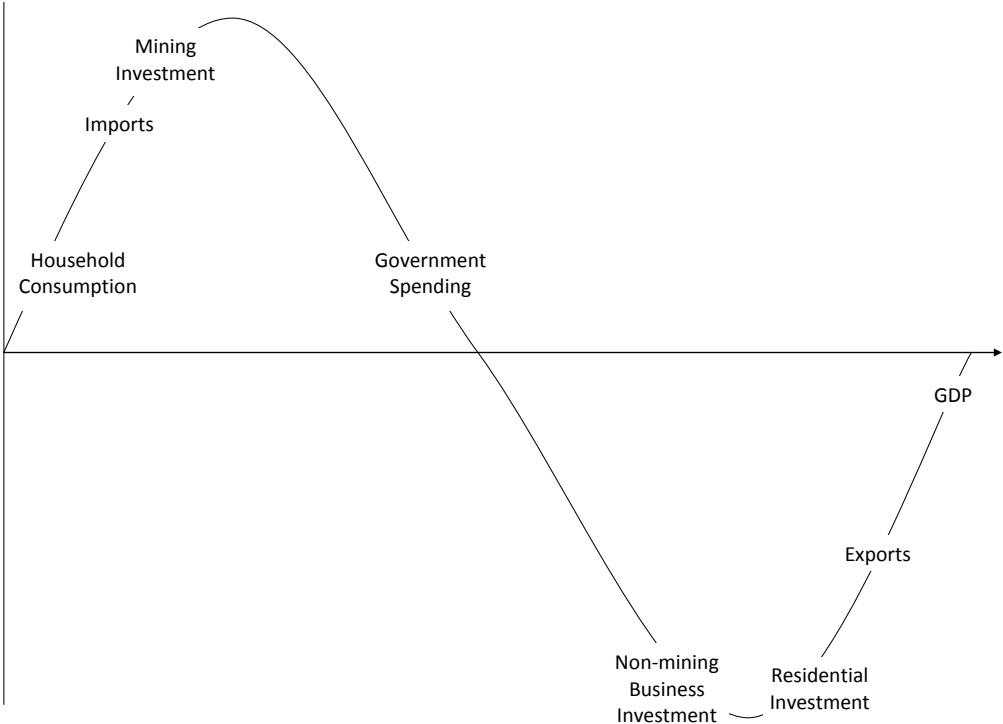 Mining
Investment
Imports
Household
Consumption
Government
Spending
GDP
Exports
Non-mining
Business
Investment
Residential
Investment